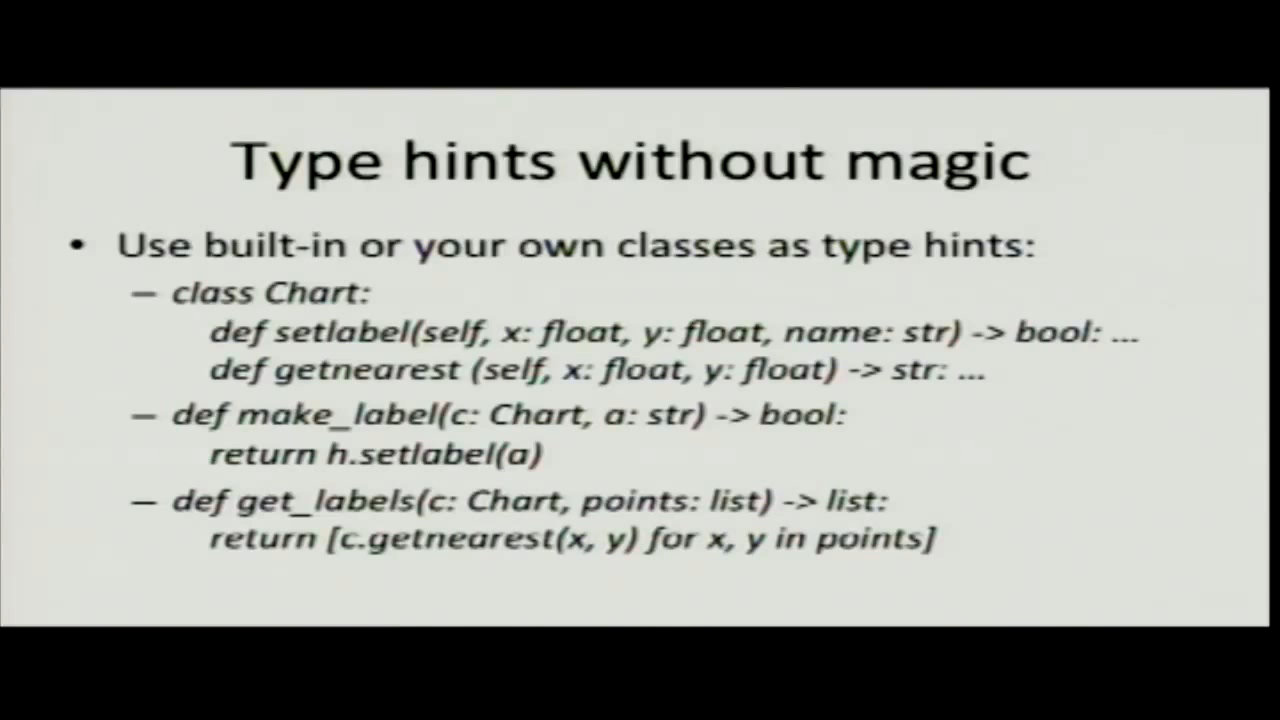 Type hints without magic
• Use built-in or your own classes as type hints:
– class Chart:
def setlabel(self, x: float, y: float, name: str) -> bool: ...
def getnearest (self, x: float, y: float) -> str: ...
– def make_label(c: Chart, a: str) -> bool:
return h.setlabel(a)
– def get_labels(c: Chart, points: list) -> list:
return [c.getnearest(x, y) for x, y in points]